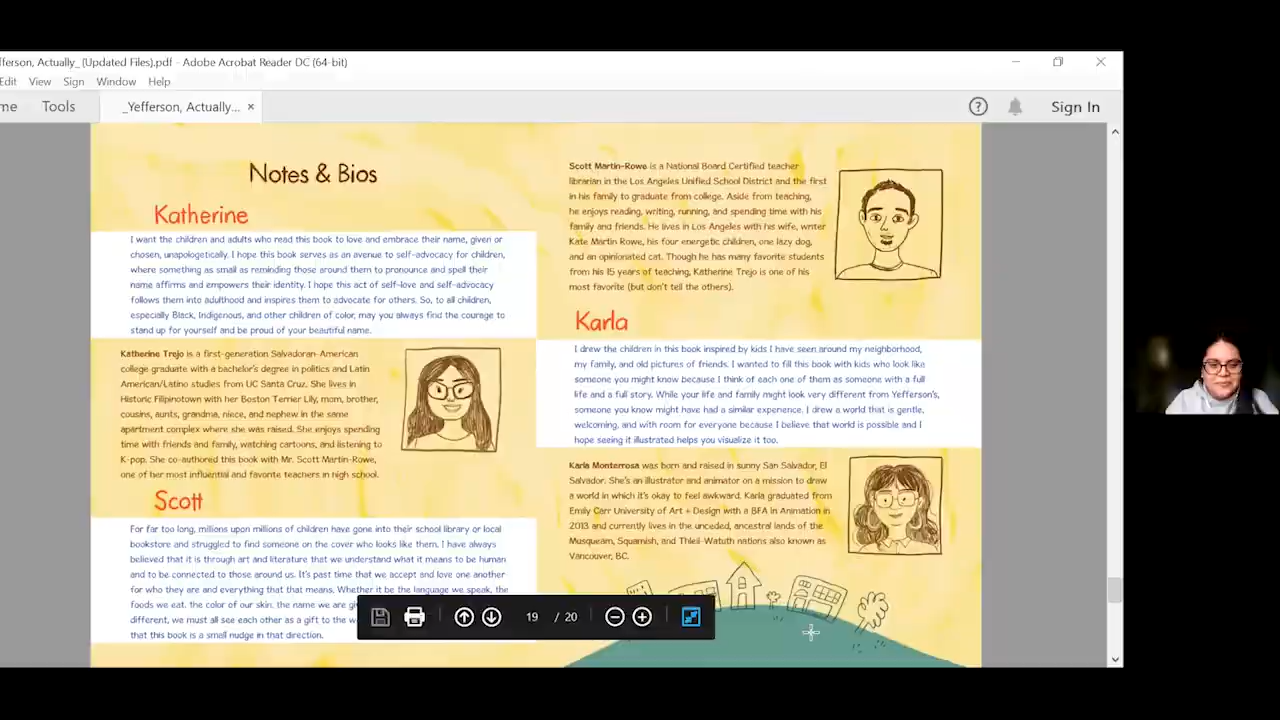 fferson, Actually_ (Updated Files).pdf - Adobe Acrobat Reader DC (64-bit)
Edit View Sign Window Help
me Tools _Yefferson, Actually... × ? Sign In
Notes & Bios
Katherine
I want the children and adults who read this book to love and embrace their name, given or
chosen, unapologetically. I hope this book serves as an avenue to self-advocacy for children,
where something as small as reminding those around them to pronounce and spell their
name affirms and empowers their identity. I hope this act of self-love and self-advocacy
follows them into adulthood and inspires them to advocate for others. So, to all children,
especially Black, Indigenous, and other children of color, may you always find the courage to
stand up for yourself and be proud of your beautiful name.
Katherine Trejo is a first-generation Salvadoran-American
college graduate with a bachelor's degree in politics and Latin
American/Latino studies from UC Santa Cruz. She lives in
Historic Filipinotown with her Boston Terrier Lily, mom, brother,
cousins, aunts, grandma, niece, and nephew in the same
apartment complex where she was raised. She enjoys spending
time with friends and family, watching cartoons, and listening to
K-pop. She co-authored this book with Mr. Scott Martin-Rowe,
one of her most influential and favorite teachers in high school.
Scott
For far too long, millions upon millions of children have gone into their school library or local
bookstore and struggled to find someone on the cover who looks like them. I have always
believed that it is through art and literature that we understand what it means to be human
and to be connected to those around us. It's past time that we accept and love one another
for who they are and everything that that means. Whether it be the language we speak, the
foods we eat, the color of our skin, the name we are gi
different, we must all see each other as a gift to the w
that this book is a small nudge in that direction.
Scott Martin-Rowe is a National Board Certified teacher
librarian in the Los Angeles Unified School District and the first
in his family to graduate from college. Aside from teaching,
he enjoys reading, writing, running, and spending time with his
family and friends. He lives in Los Angeles with his wife, writer
Kate Martin Rowe, his four energetic children, one lazy dog,
and an opinionated cat. Though he has many favorite students
from his 15 years of teaching, Katherine Trejo is one of his
most favorite (but don't tell the others).
Karla
I drew the children in this book inspired by kids I have seen around my neighborhood,
my family, and old pictures of friends. I wanted to fill this book with kids who look like
someone you might know because I think of each one of them as someone with a full
life and a full story. While your life and family might look very different from Yefferson's,
someone you know might have had a similar experience. I drew a world that is gentle,
welcoming, and with room for everyone because I believe that world is possible and I
hope seeing it illustrated helps you visualize it too.
Karla Monterrosa was born and raised in sunny San Salvador, El
Salvador. She's an illustrator and animator on a mission to draw
a world in which it's okay to feel awkward. Karla graduated from
Emily Carr University of Art + Design with a BFA in Animation in
2013 and currently lives in the unceded, ancestral lands of the
Musqueam, Squamish, and Tsleil-Watuth nations also known as
Vancouver, BC.
19 / 20